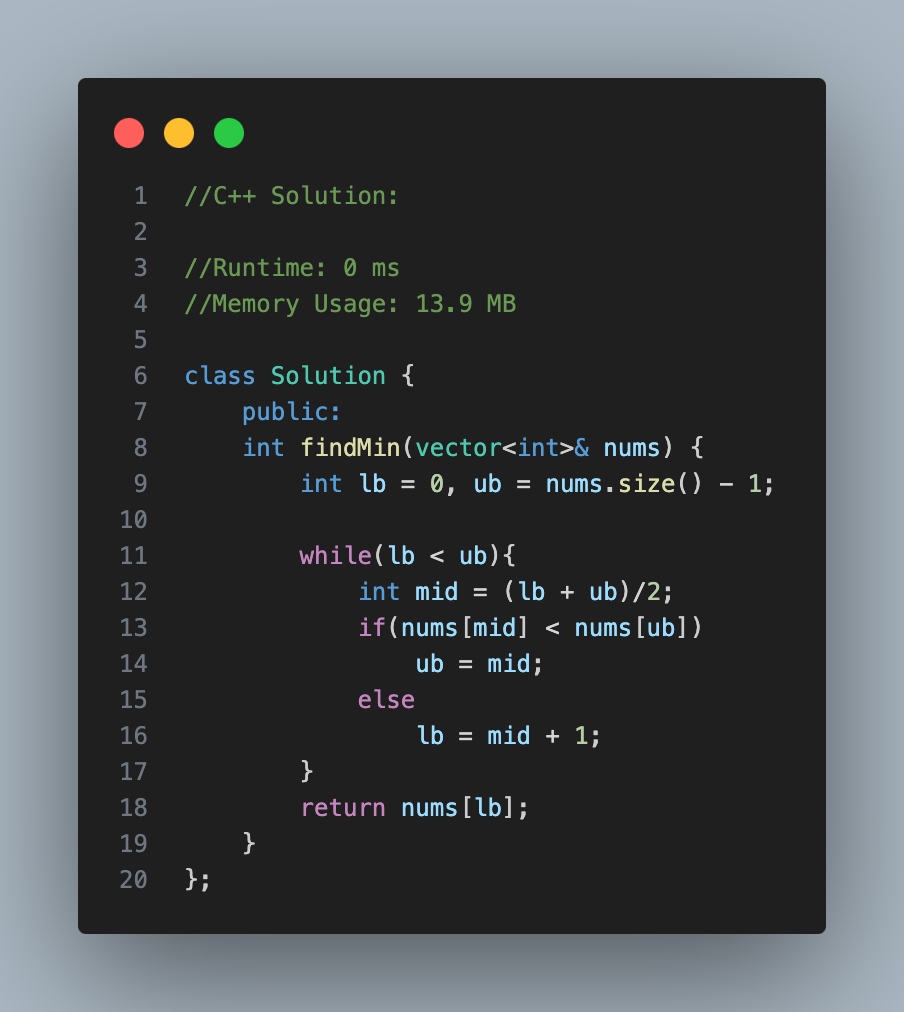 1 //C++ Solution:
2
3 //Runtime: 0 ms
4 //Memory Usage: 13.9 MB
5
6 class Solution {
7     public:
8     int findMin(vector<int>& nums) {
9         int lb = 0, ub = nums.size() - 1;
10
11         while(lb < ub){
12             int mid = (lb + ub)/2;
13             if(nums[mid] < nums[ub])
14                 ub = mid;
15             else
16                 lb = mid + 1;
17         }
18         return nums[lb];
19     }
20 };